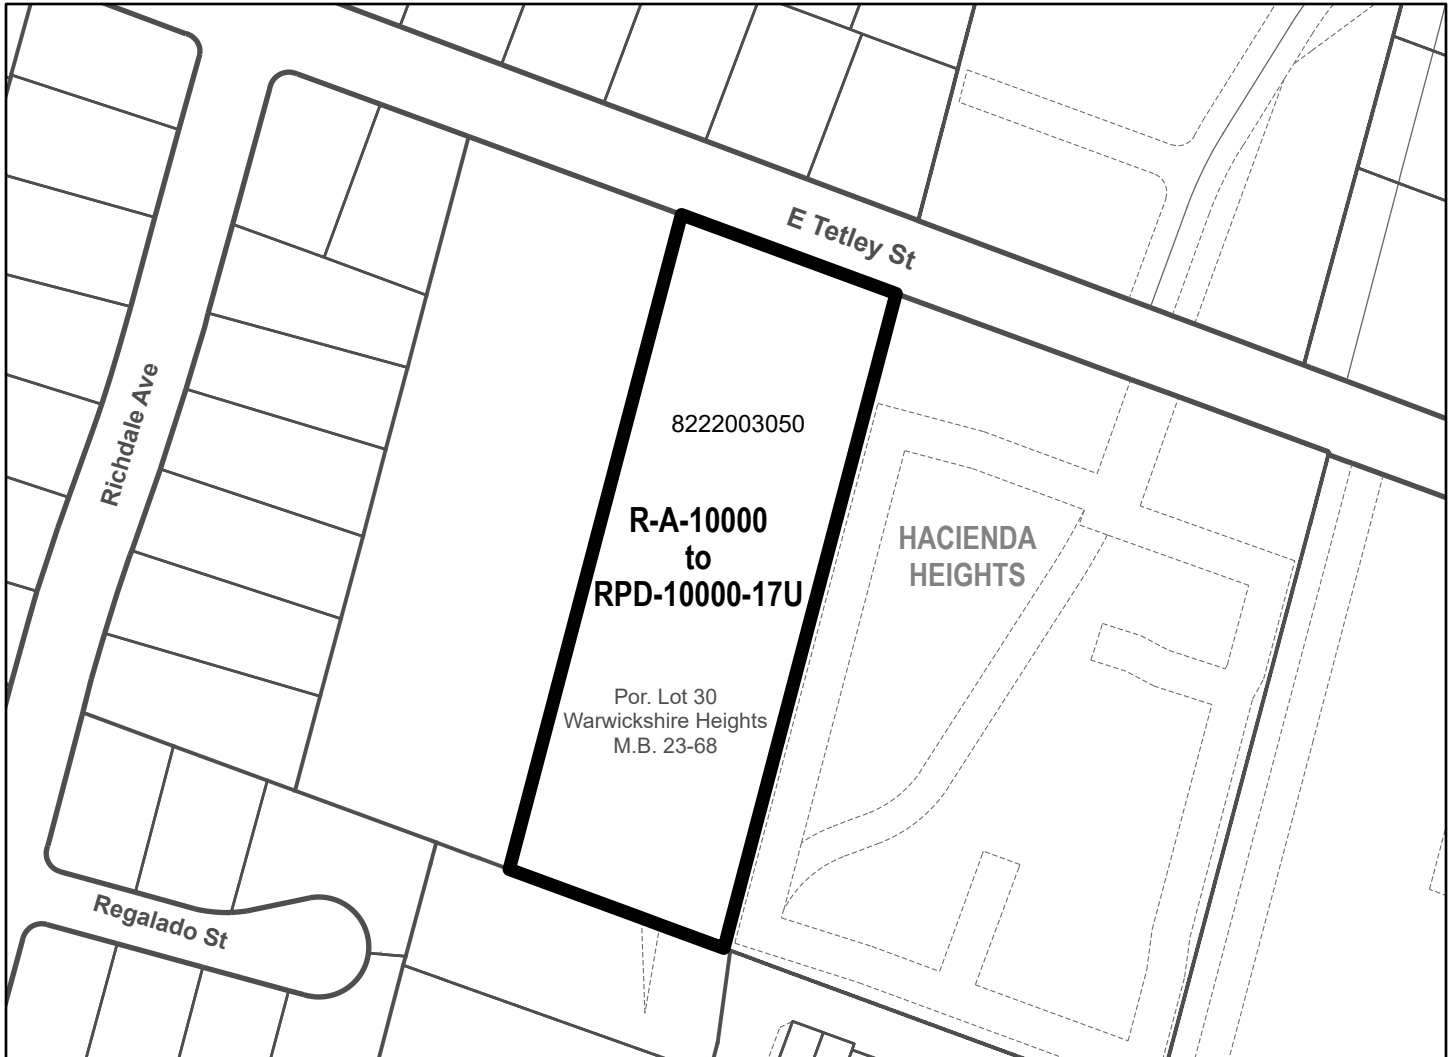 E Tetley St
8222003050
Richdale Ave
R-A-10000
to
RPD-10000-17U
HACIENDA
HEIGHTS
Por. Lot 30
Warwickshire Heights
M.B. 23-68
Regalado St